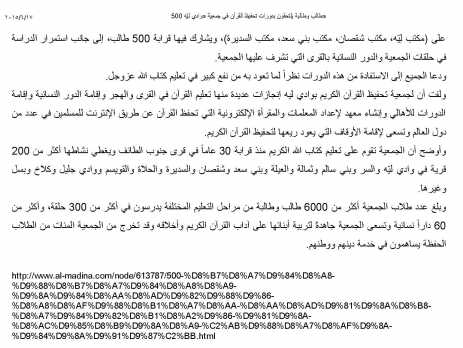 ٢٠١٥/٦/١٧ 500 طالب وطالبة يلتحقون بدورات تحفيظ القرآن في جمعية «وادي ليّة»
على (مكتب ليّه، مكتب شقصان، مكتب بني سعد، مكتب السديرة)، ويشارك فيها قرابة 500 طالب، إلى جانب استمرار الدراسة
في حلقات الجمعية والدور النسائية بالقرى التي تشرف عليها الجمعية.
ودعا الجميع إلى الاستفادة من هذه الدورات نظراً لما تعود به من نفع كبير في تعليم كتاب الله عزوجل.
ولفت أن لجمعية تحفيظ القرآن الكريم بوادي ليه إنجازات عديدة منها تعليم القرآن في القرى والهجر وإقامة الدور النسائية وإقامة
الدورات للأهالي وإنشاء معهد لإعداد المعلمات والمقرأة الإلكترونية التي تحفظ القرآن عن طريق الإنترنت للمسلمين في عدد من
دول العالم وتسعى لإقامة الأوقاف التي يعود ريعها لتحفيظ القرآن الكريم.
وأوضح أن الجمعية تقوم على تعليم كتاب الله الكريم منذ قرابة 30 عاماً في قرى جنوب الطائف ويغطي نشاطها أكثر من 200
قرية في وادي ليّه والسر وبني سالم وثمالة والعيلة وبني سعد وشقصان والسديرة والحلاة والقويسم ووادي جليل وكلاخ وبسل
وغيرها.
وبلغ عدد طلاب الجمعية أكثر من 6000 طالب وطالبة من مراحل التعليم المختلفة يدرسون في أكثر من 300 حلقة، وأكثر من
60 داراً نسائية وتسعى الجمعية جاهدة لتربية أبنائها على آداب القرآن الكريم وأخلاقه وقد تخرج من الجمعية المئات من الطلاب
الحفظة يساهمون في خدمة دينهم ووطنهم.
http://www.al-madina.com/node/613787/500-%D8%B7%D8%A7%D9%84%D8%A8-
%D9%88%D8%B7%D8%A7%D9%84%D8%A8%D8%A9-
%D9%8A%D9%84%D8%AA%D8%AD%D9%82%D9%88%D9%86-
%D8%A8%D8%AF%D9%88%D8%B1%D8%A7%D8%AA-%D8%AA%D8%AD%D9%81%D9%8A%D8%B8-
%D8%A7%D9%84%D9%82%D8%B1%D8%A2%D9%86-%D9%81%D9%8A-
%D8%AC%D9%85%D8%B9%D9%8A%D8%A9-%C2%AB%D9%88%D8%A7%D8%AF%D9%8A-
%D9%84%D9%8A%D9%91%D9%87%C2%BB.html